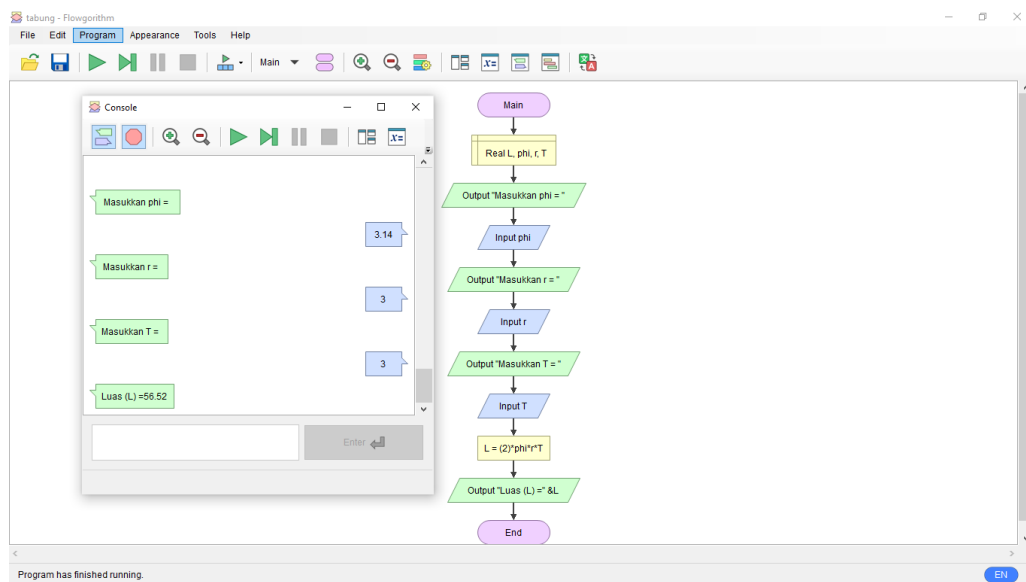 tabung - Flowgorithm
File Edit Program Appearance Tools Help
Main
x=
Console
x=
Masukkan phi =
3.14
Masukkan r =
3
Masukkan T =
3
Luas (L) =56.52
Enter
Main
Real L, phi, r, T
Output "Masukkan phi = "
Input phi
Output "Masukkan r = "
Input r
Output "Masukkan T = "
Input T
L = (2)*phi*r*T
Output "Luas (L) =" &L
End
Program has finished running.
EN